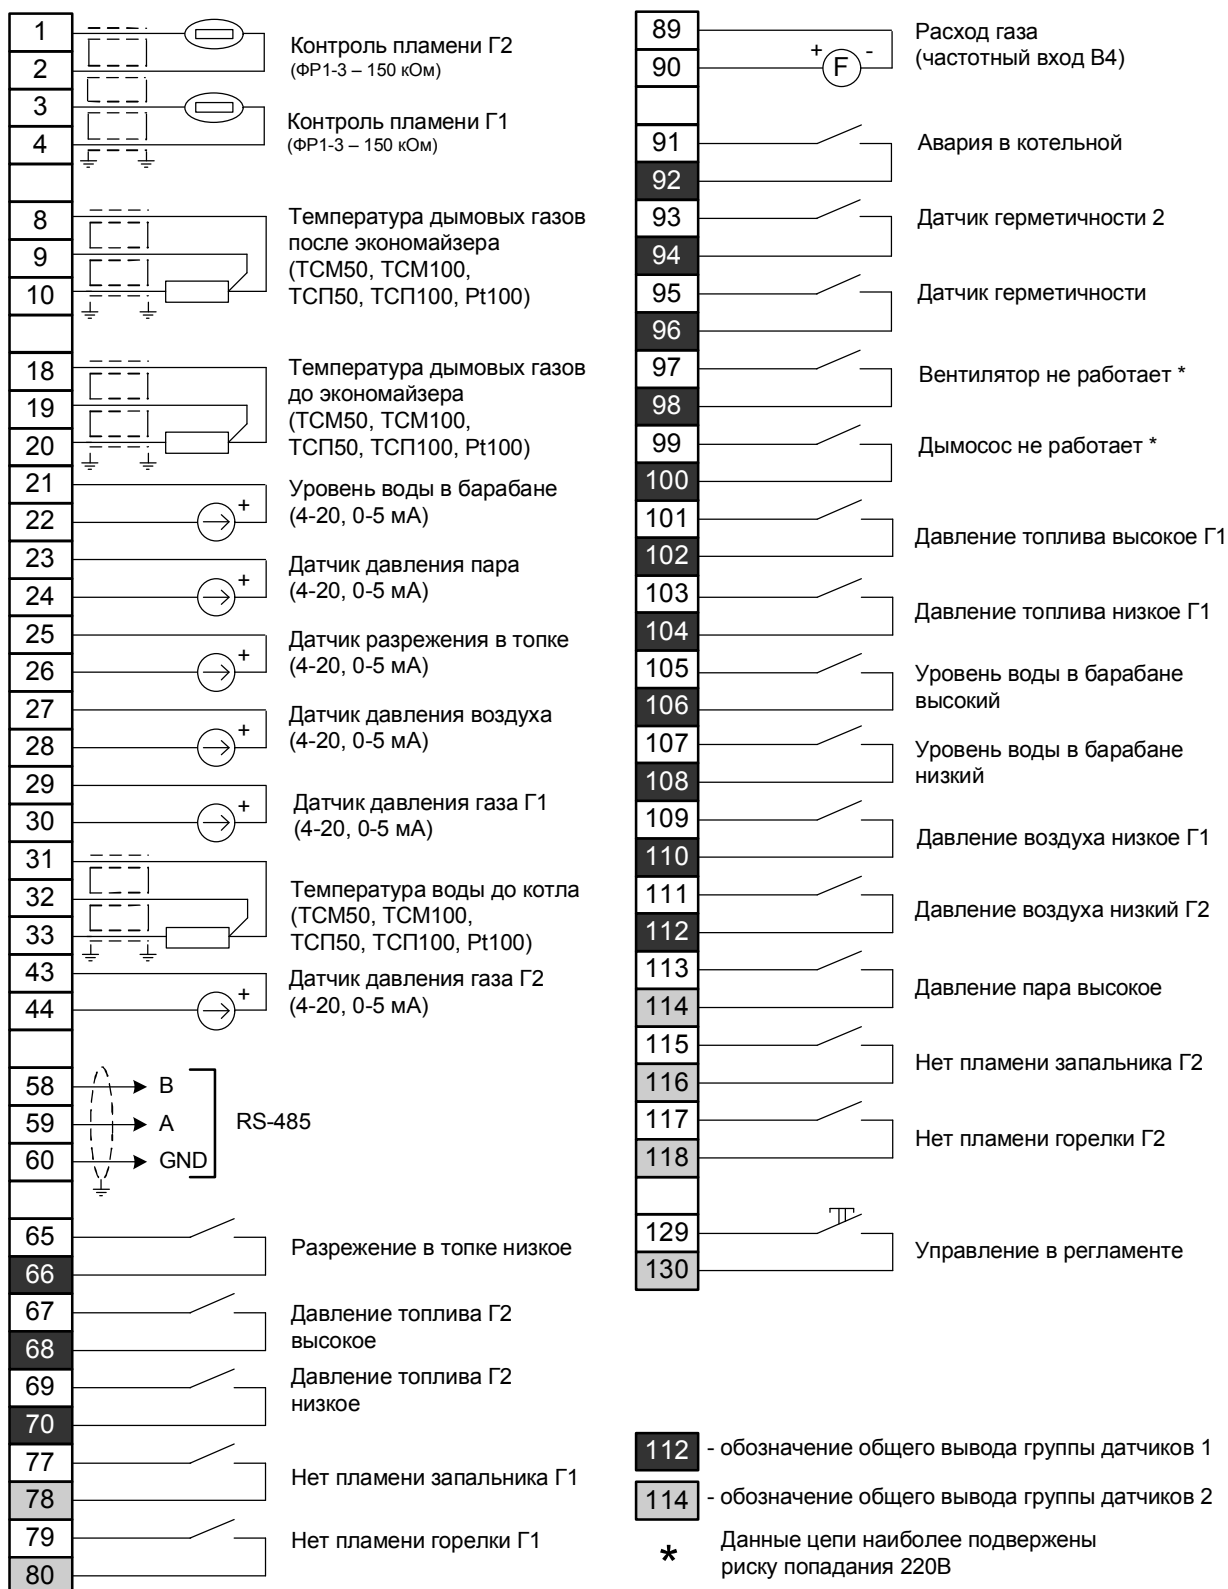 1
2
Контроль пламени Г2
(ФР1-3 – 150 кОм)
3
4
Контроль пламени Г1
(ФР1-3 – 150 кОм)
8
9
10
Температура дымовых газов
после экономайзера
(ТСМ50, ТСМ100,
ТСП50, ТСП100, Pt100)
18
19
20
Температура дымовых газов
до экономайзера
(ТСМ50, ТСМ100,
ТСП50, ТСП100, Pt100)
21
22
+
Уровень воды в барабане
(4-20, 0-5 мА)
23
24
+
Датчик давления пара
(4-20, 0-5 мА)
25
26
+
Датчик разрежения в топке
(4-20, 0-5 мА)
27
28
+
Датчик давления воздуха
(4-20, 0-5 мА)
29
30
+
Датчик давления газа Г1
(4-20, 0-5 мА)
31
32
33
Температура воды до котла
(ТСМ50, ТСМ100,
ТСП50, ТСП100, Pt100)
43
44
+
Датчик давления газа Г2
(4-20, 0-5 мА)
58
B
59
A
60
GND
RS-485
65
66
Разрежение в топке низкое
67
68
Давление топлива Г2
высокое
69
70
Давление топлива Г2
низкое
77
78
Нет пламени запальника Г1
79
80
Нет пламени горелки Г1
89
90
+ F -
Расход газа
(частотный вход В4)
91
92
Авария в котельной
93
94
Датчик герметичности 2
95
96
Датчик герметичности
97
98
Вентилятор не работает *
99
100
Дымосос не работает *
101
102
Давление топлива высокое Г1
103
104
Давление топлива низкое Г1
105
106
Уровень воды в барабане
высокий
107
108
Уровень воды в барабане
низкий
109
110
Давление воздуха низкое Г1
111
112
Давление воздуха низкий Г2
113
114
Давление пара высокое
115
116
Нет пламени запальника Г2
117
118
Нет пламени горелки Г2
129
130
Управление в регламенте
112 - обозначение общего вывода группы датчиков 1
114 - обозначение общего вывода группы датчиков 2
* Данные цепи наиболее подвержены
риску попадания 220В